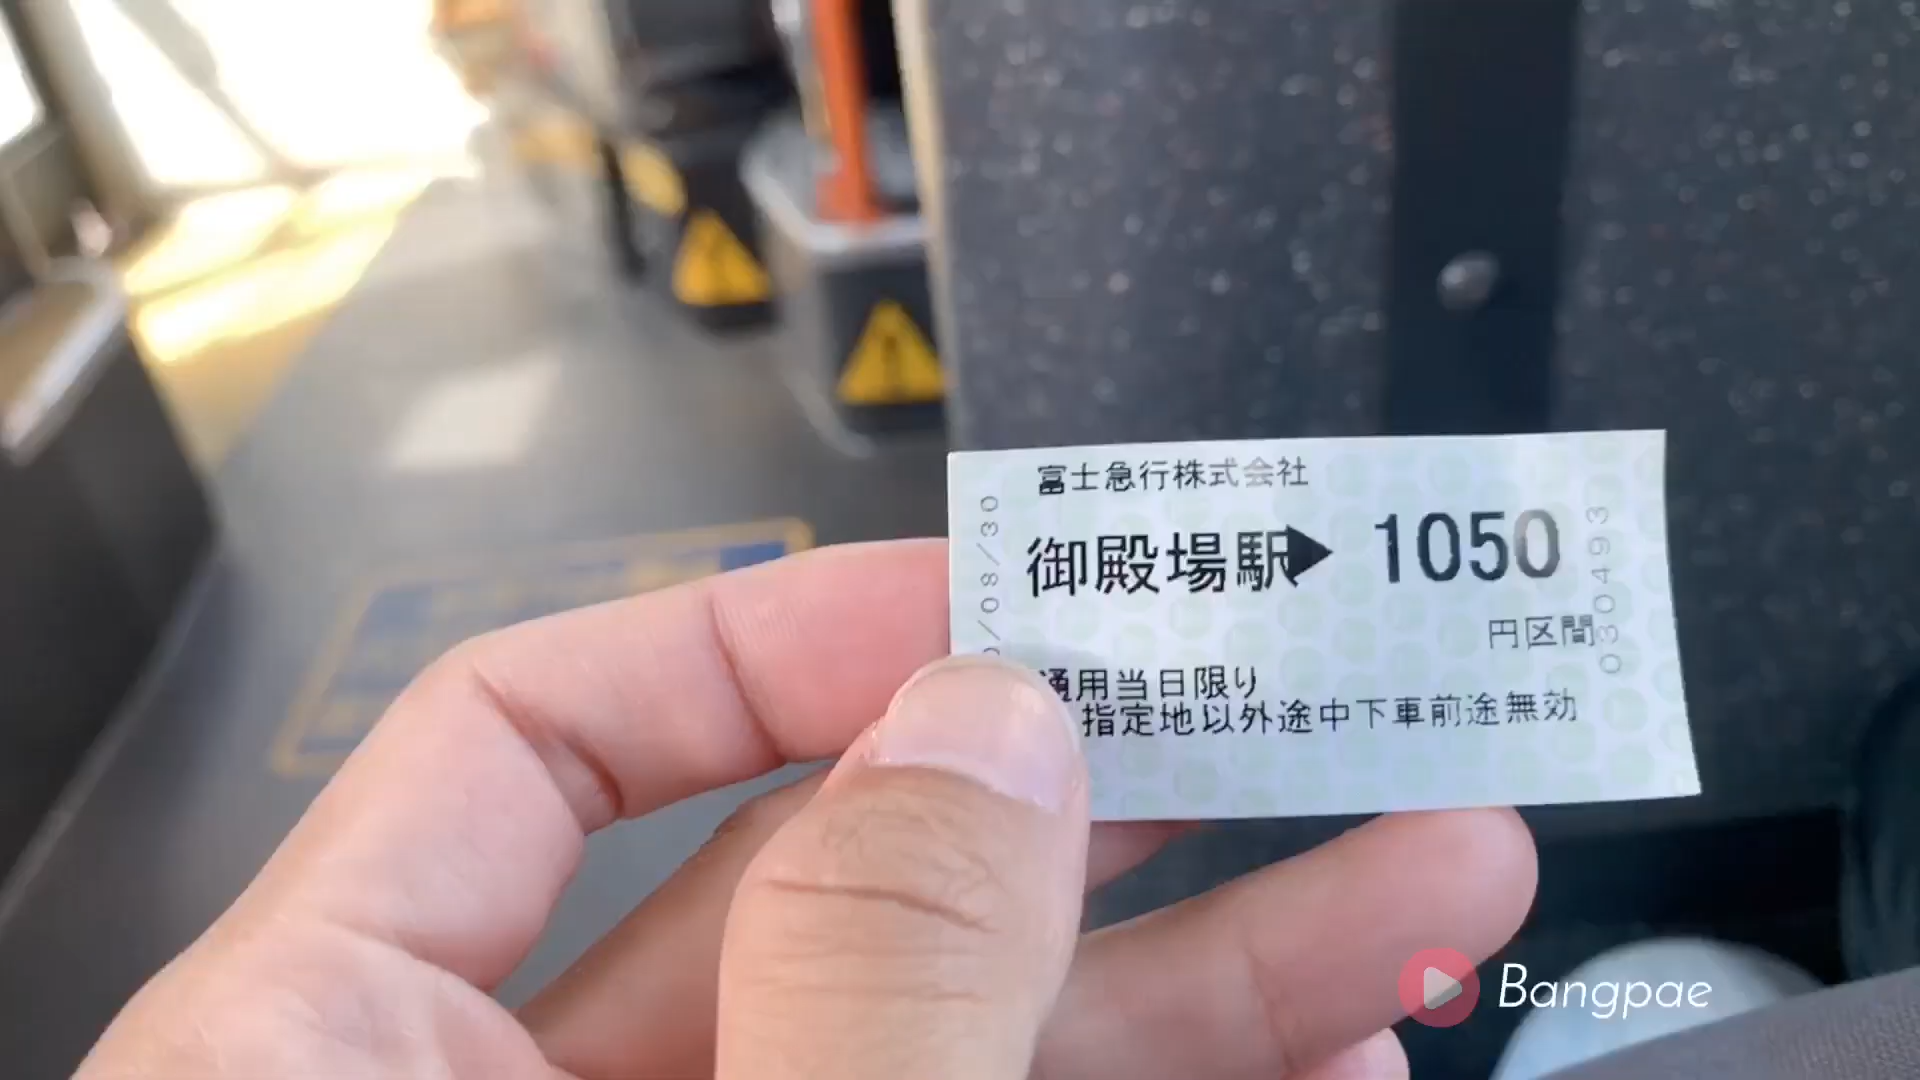 富士急行株式会社
御殿場駅▶ 1050
円区間
通用当日限り
指定地以外途中下車前途無効
/08/30
030493
Bangpae